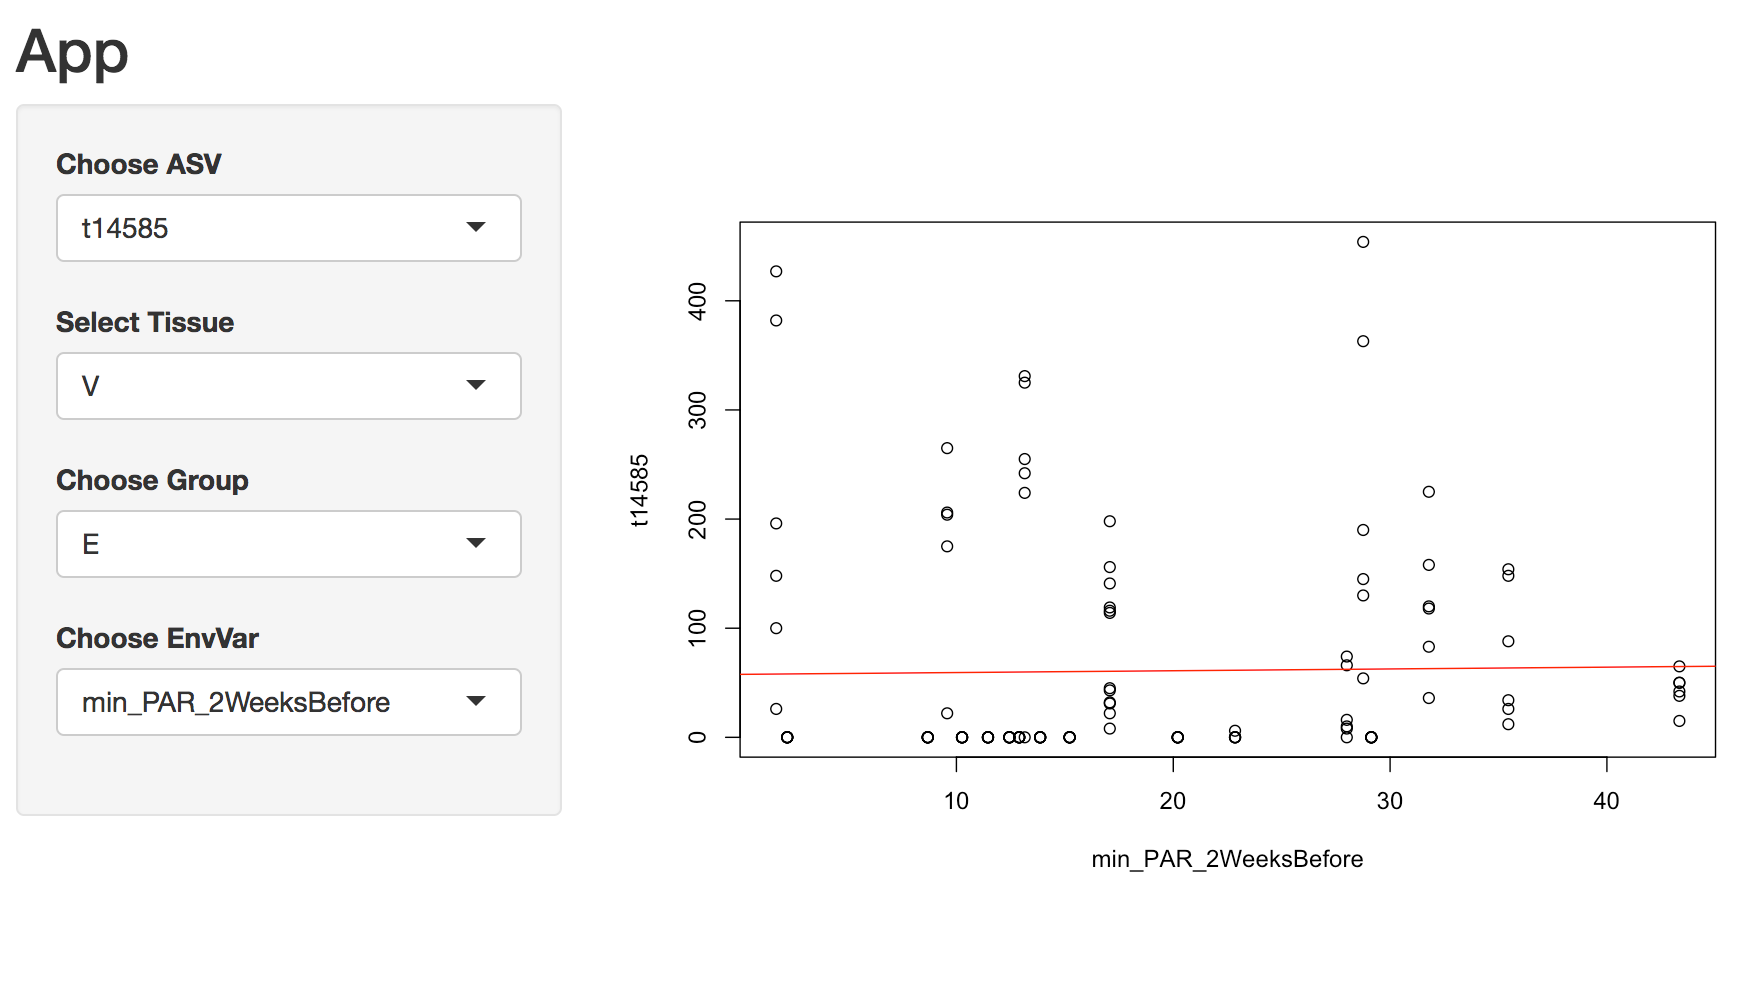 App
Choose ASV
t14585
Select Tissue
V
Choose Group
E
Choose EnvVar
min_PAR_2WeeksBefore
t14585
400
300
200
100
0
10 20 30 40
min_PAR_2WeeksBefore